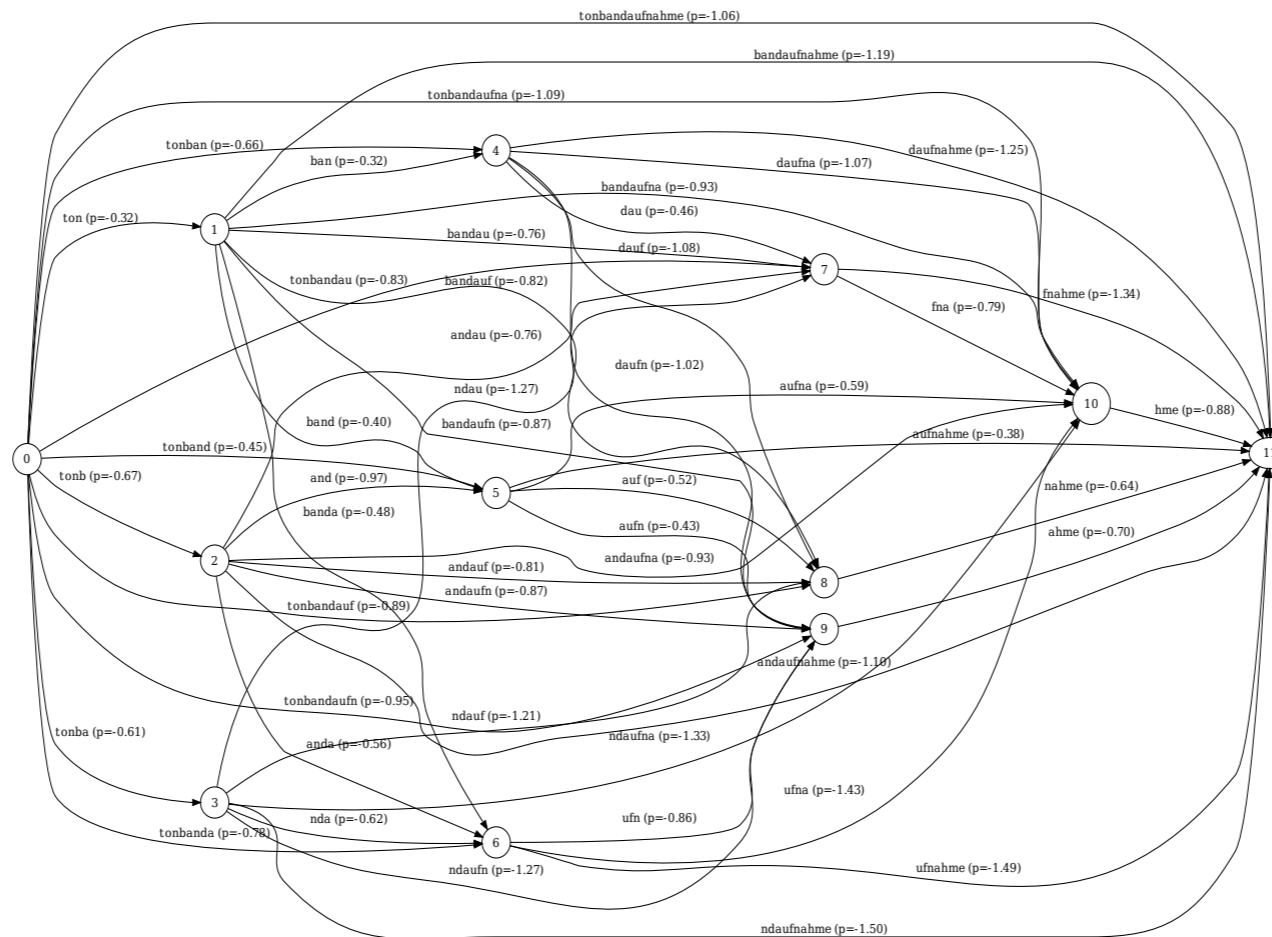 tonbandaufnahme (p=-1.06)
bandaufnahme (p=-1.19)
tonbandaufna (p=-1.09)
tonban (p=-0.66)
ban (p=-0.32)
4
daufnahme (p=-1.25)
daufna (p=-1.07)
bandaufna (p=-0.93)
ton (p=-0.32)
1
dau (p=-0.46)
bandau (p=-0.76)
dauf (p=-1.08)
7
tonbandau (p=-0.83)
bandauf (p=-0.82)
fnahme (p=-1.34)
fna (p=-0.79)
andau (p=-0.76)
daufn (p=-1.02)
ndau (p=-1.27)
aufna (p=-0.59)
10
hme (p=-0.88)
band (p=-0.40)
bandaufn (p=-0.87)
aufnahme (p=-0.38)
0
tonband (p=-0.45)
11
tonb (p=-0.67)
and (p=-0.97)
5
auf (p=-0.52)
nahme (p=-0.64)
banda (p=-0.48)
aufn (p=-0.43)
ahme (p=-0.70)
2
andaufna (p=-0.93)
andauf (p=-0.81)
8
andaufn (p=-0.87)
tonbandauf (p=-0.89)
9
andaufnahme (p=-1.10)
tonbandaufn (p=-0.95)
ndauf (p=-1.21)
tonba (p=-0.61)
anda (p=-0.56)
ndaufna (p=-1.33)
ufna (p=-1.43)
3
nda (p=-0.62)
ufn (p=-0.86)
tonbanda (p=-0.78)
6
ndaufn (p=-1.27)
ufnahme (p=-1.49)
ndaufnahme (p=-1.50)